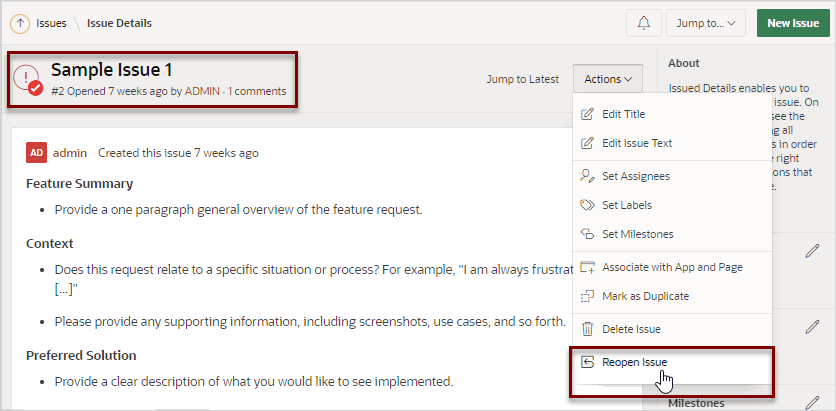 Issues \ Issue Details
Jump to...
New Issue
Sample Issue 1
#2 Opened 7 weeks ago by ADMIN · 1 comments
Jump to Latest
Actions
AD admin Created this issue 7 weeks ago
Feature Summary
• Provide a one paragraph general overview of the feature request.
Context
• Does this request relate to a specific situation or process? For example, "I am always
[...]"
• Please provide any supporting information, including screenshots, use cases, and so forth.
Preferred Solution
• Provide a clear description of what you would like to see implemented.
Edit Title
Edit Issue Text
Set Assignees
Set Labels
Set Milestones
Associate with App and Page
Mark as Duplicate
Delete Issue
Reopen Issue
About
Issued Details enables you to
issue. On
see the
all
s in order
right
that
Milestones